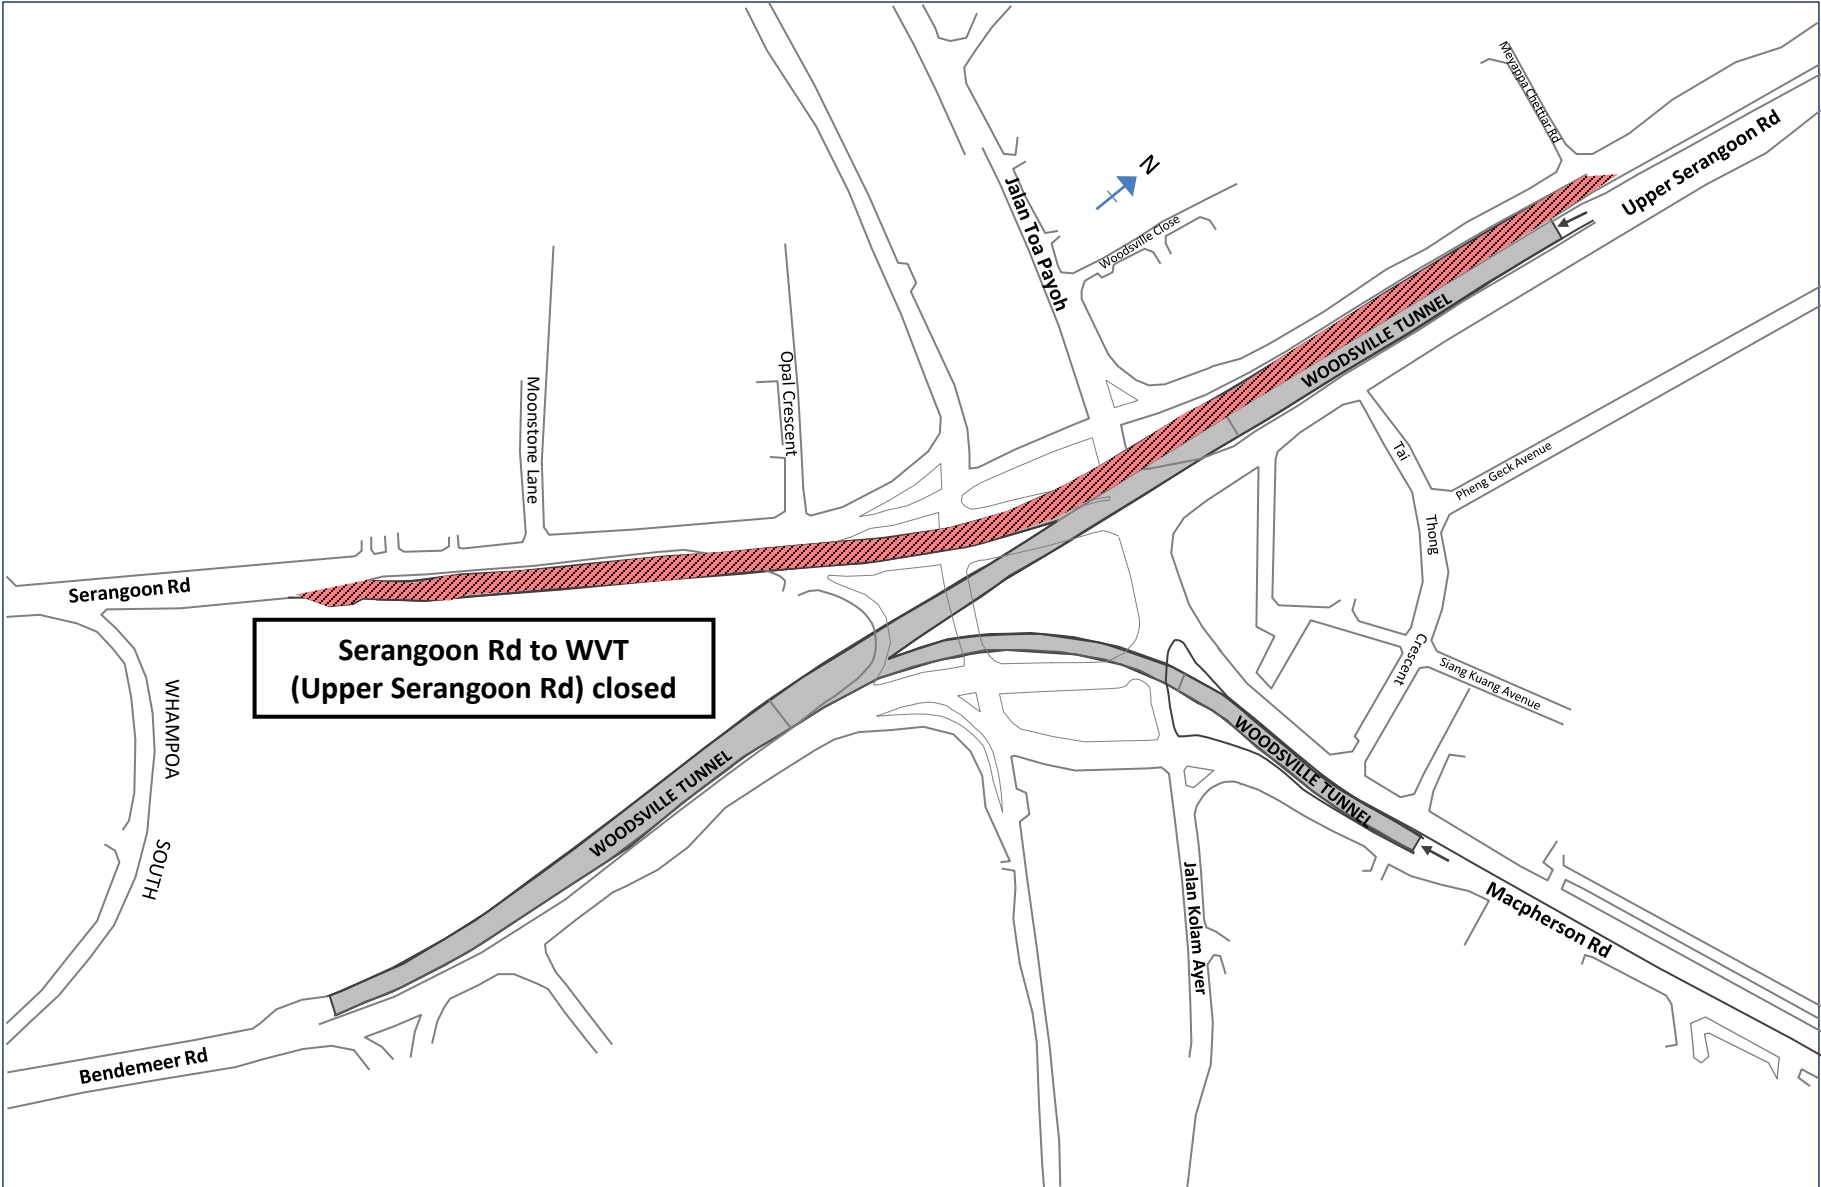 Meyappa Chettiar Rd
Upper Serangoon Rd
N
Jalan Toa Payoh
Woodsville Close
WOODSVILLE TUNNEL
Opal Crescent
Moonstone Lane
Tai
Thong
Crescent
Pheng Geck Avenue
Serangoon Rd
Serangoon Rd to WVT
(Upper Serangoon Rd) closed
Siang Kuang Avenue
WHAMPOA
SOUTH
WOODSVILLE TUNNEL
WOODSVILLE TUNNEL
Jalan Kolam Ayer
Macpherson Rd
Bendemeer Rd